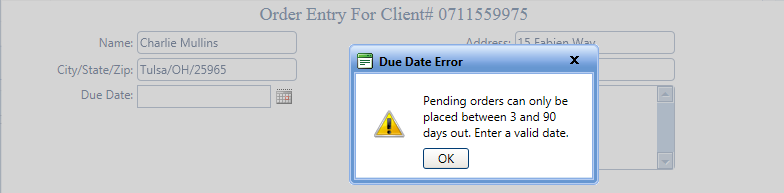 Order Entry For Client# 0711559975
Name: Charlie Mullins Address: 15 Fabien Way
City/State/Zip: Tulsa/OH/25965
Due Date:
Due Date Error X
Pending orders can only be
placed between 3 and 90
days out. Enter a valid date.
OK